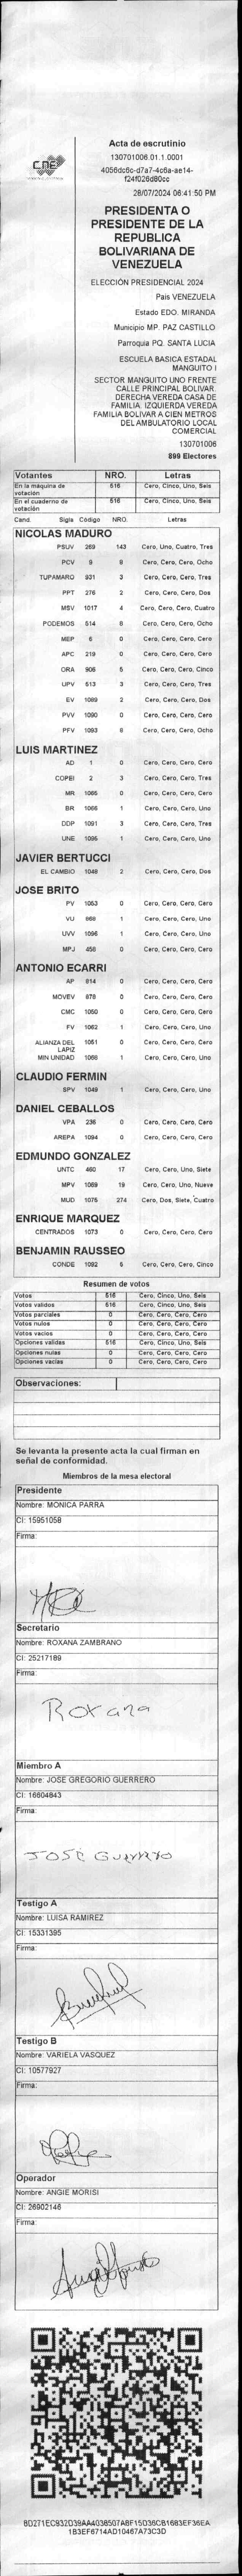 CNE
Acta de escrutinio
130701006.01.1.0001
4056dc6c-d7a7-4c6a-ae14-
f24f026d80cc
28/07/2024 06:41:50 PM
PRESIDENTA O
PRESIDENTE DE LA
REPUBLICA
BOLIVARIANA DE
VENEZUELA
ELECCIÓN PRESIDENCIAL 2024
Pais VENEZUELA
Estado EDO. MIRANDA
Municipio MP. PAZ CASTILLO
Parroquia PQ. SANTA LUCIA
ESCUELA BASICA ESTADAL
MANGUITO I
SECTOR MANGUITO UNO FRENTE
CALLE PRINCIPAL BOLIVAR.
DERECHA VEREDA CASA DE
FAMILIA. IZQUIERDA VEREDA
FAMILIA BOLIVAR A CIEN METROS
DEL AMBULATORIO LOCAL
COMERCIAL
130701006
899 Electores
Votantes NRO. Letras
En la máquina de votación 516 Cero, Cinco, Uno, Seis
En el cuaderno de votación 516 Cero, Cinco, Uno, Seis
Cand. Sigla Código NRO. Letras
NICOLAS MADURO
PSUV 269 143 Cero, Uno, Cuatro, Tres
PCV 9 8 Cero, Cero, Cero, Ocho
TUPAMARO 931 3 Cero, Cero, Cero, Tres
PPT 276 2 Cero, Cero, Cero, Dos
MSV 1017 4 Cero, Cero, Cero, Cuatro
PODEMOS 514 8 Cero, Cero, Cero, Ocho
MEP 6 0 Cero, Cero, Cero, Cero
APC 219 0 Cero, Cero, Cero, Cero
ORA 906 5 Cero, Cero, Cero, Cinco
UPV 613 3 Cero, Cero, Cero, Tres
EV 1089 2 Cero, Cero, Cero, Dos
PVV 1090 0 Cero, Cero, Cero, Cero
PFV 1093 8 Cero, Cero, Cero, Ocho
LUIS MARTINEZ
AD 1 0 Cero, Cero, Cero, Cero
COPEI 2 3 Cero, Cero, Cero, Tres
MR 1065 0 Cero, Cero, Cero, Cero
BR 1066 1 Cero, Cero, Cero, Uno
DDP 1091 3 Cero, Cero, Cero, Tres
UNE 1095 1 Cero, Cero, Cero, Uno
JAVIER BERTUCCI
EL CAMBIO 1048 2 Cero, Cero, Cero, Dos
JOSE BRITO
PV 1053 0 Cero, Cero, Cero, Cero
VU 868 1 Cero, Cero, Cero, Uno
UVV 1096 1 Cero, Cero, Cero, Uno
MPJ 456 0 Cero, Cero, Cero, Cero
ANTONIO ECARRI
AP 814 0 Cero, Cero, Cero, Cero
MOVEV 878 0 Cero, Cero, Cero, Cero
CMC 1050 0 Cero, Cero, Cero, Cero
FV 1062 1 Cero, Cero, Cero, Uno
ALIANZA DEL LAPIZ 1051 0 Cero, Cero, Cero, Cero
MIN UNIDAD 1088 1 Cero, Cero, Cero, Uno
CLAUDIO FERMIN
SPV 1049 1 Cero, Cero, Cero, Uno
DANIEL CEBALLOS
VPA 236 0 Cero, Cero, Cero, Cero
AREPA 1094 0 Cero, Cero, Cero, Cero
EDMUNDO GONZALEZ
UNTC 460 17 Cero, Cero, Uno, Siete
MPV 1069 19 Cero, Cero, Uno, Nueve
MUD 1075 274 Cero, Dos, Siete, Cuatro
ENRIQUE MARQUEZ
CENTRADOS 1073 0 Cero, Cero, Cero, Cero
BENJAMIN RAUSSEO
CONDE 1092 5 Cero, Cero, Cero, Cinco
Resumen de votos
Votos 516 Cero, Cinco, Uno, Seis
Votos validos 516 Cero, Cinco, Uno, Seis
Votos parciales 0 Cero, Cero, Cero, Cero
Votos nulos 0 Cero, Cero, Cero, Cero
Votos vacios 0 Cero, Cero, Cero, Cero
Opciones validas 516 Cero, Cinco, Uno, Seis
Opciones nulas 0 Cero, Cero, Cero, Cero
Opciones vacias 0 Cero, Cero, Cero, Cero
Observaciones:
Se levanta la presente acta la cual firman en
señal de conformidad.
Miembros de la mesa electoral
Presidente
Nombre: MONICA PARRA
CI: 15951058
Firma:
Secretario
Nombre: ROXANA ZAMBRANO
CI: 25217189
Firma:
Roxana
Miembro A
Nombre: JOSE GREGORIO GUERRERO
CI: 16604843
Firma:
JOSE GUERRERO
Testigo A
Nombre: LUISA RAMIREZ
CI: 15331395
Firma:
Testigo B
Nombre: VARIELA VASQUEZ
CI: 10577927
Firma:
Operador
Nombre: ANGIE MORISI
CI: 26902146
Firma:
8D271EC932D39AA4038507A8F15D36CB1683EF36EA
1B3EF6714AD10467A73C3D